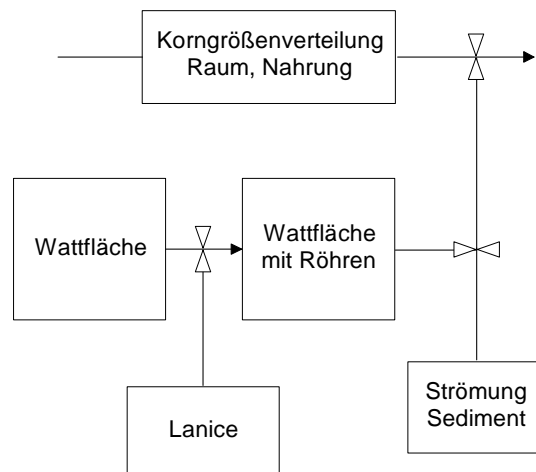 Korngrößenverteilung
Raum, Nahrung
Wattfläche
Wattfläche
mit Röhren
Lanice
Strömung
Sediment